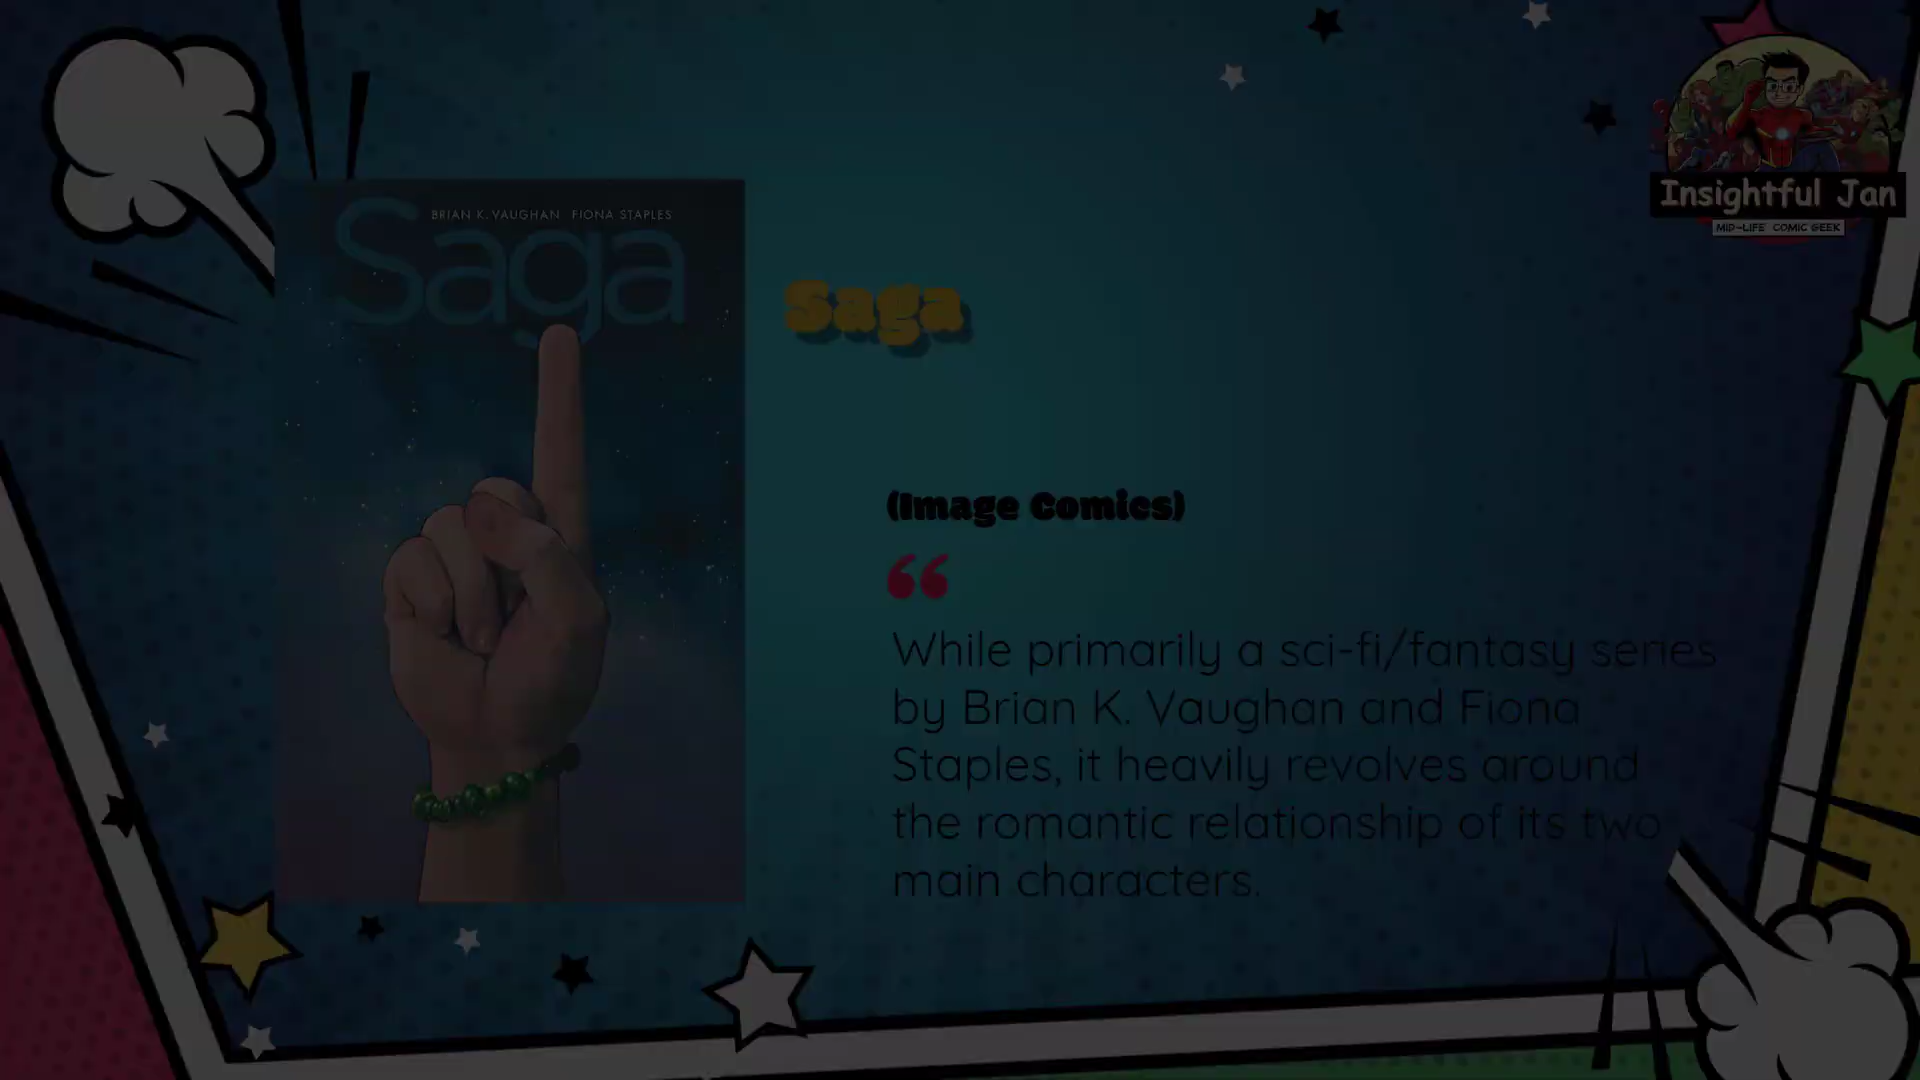 BRIAN K. VAUGHAN FIONA STAPLES
Saga
Insightful Jan
MID-LIFE COMIC GEEK
Saga
(Image Comics)
“
While primarily a sci-fi/fantasy series
by Brian K. Vaughan and Fiona
Staples, it heavily revolves around
the romantic relationship of its two
main characters.